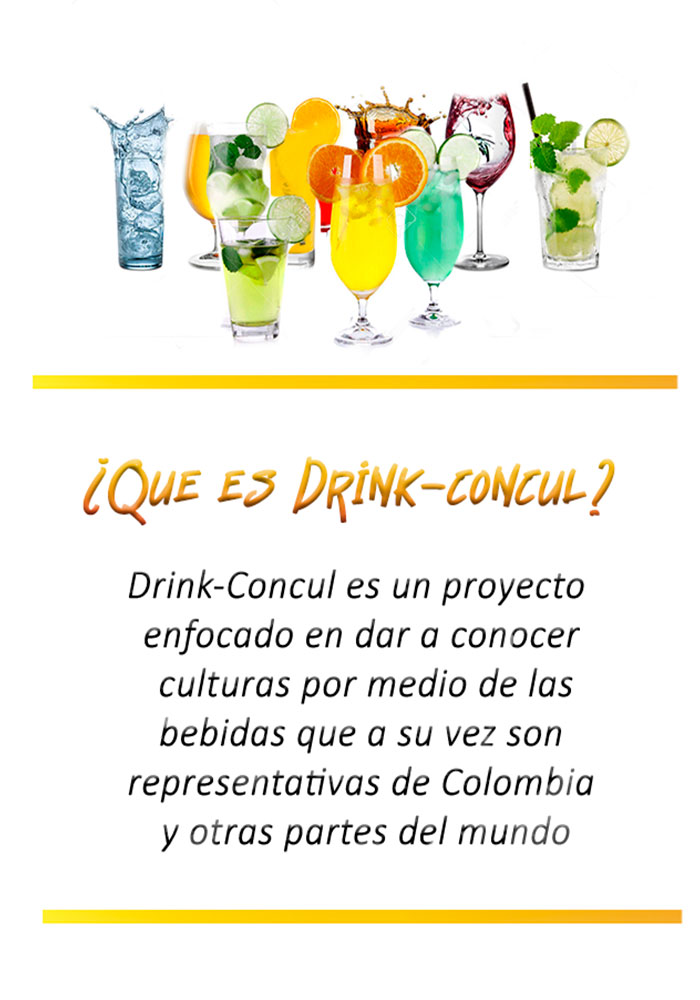 ¿Que es Drink-concul?
Drink-Concul es un proyecto
enfocado en dar a conocer
culturas por medio de las
bebidas que a su vez son
representativas de Colombia
y otras partes del mundo